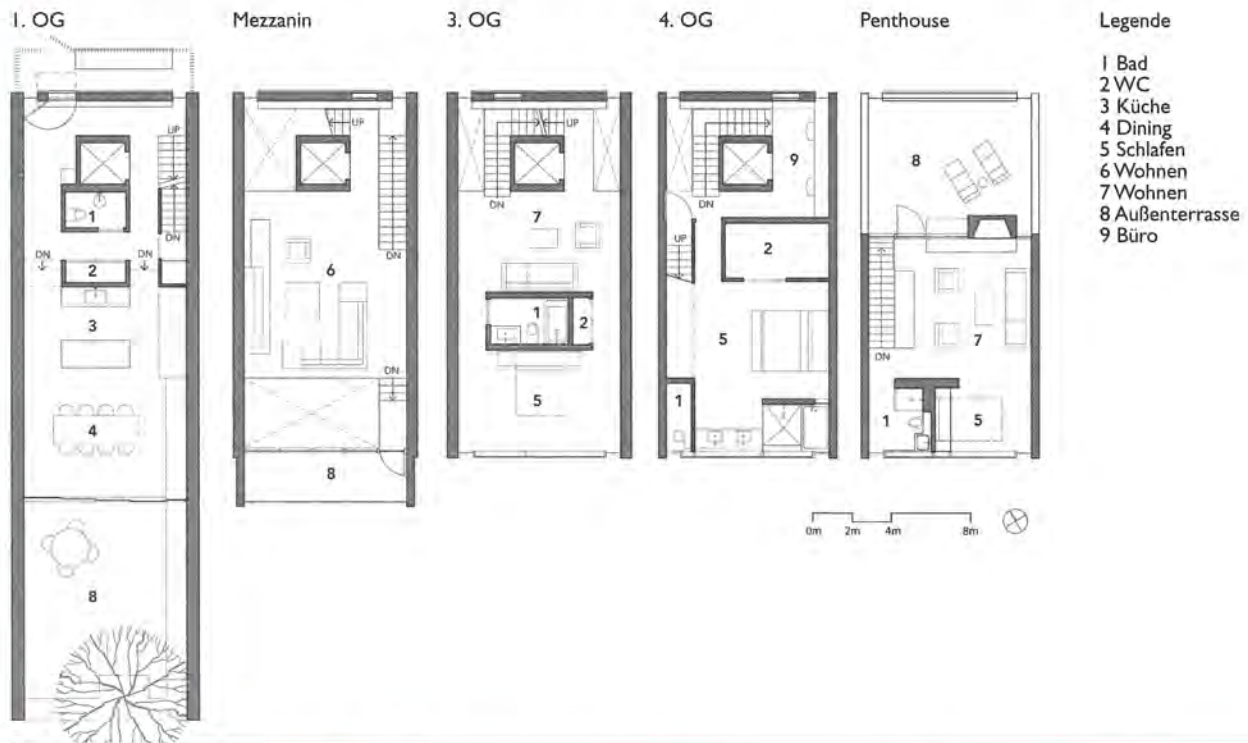 1. OG
Mezzanin
3. OG
4. OG
Penthouse
Legende
1 Bad
2 WC
3 Küche
4 Dining
5 Schlafen
6 Wohnen
7 Wohnen
8 Außenterrasse
9 Büro
UP
1
DN
DN
DN
2
3
4
8
UP
6
DN
DN
8
UP
DN
7
1
2
5
9
DN
UP
2
5
1
8
7
DN
1
5
0m 2m 4m 8m